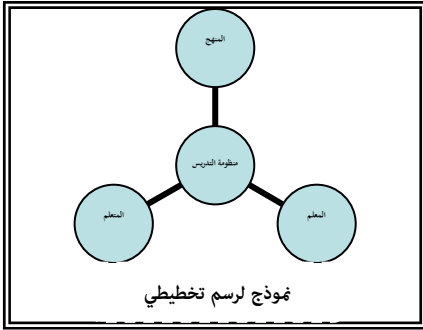 المنهج
منظومة التدريس
المعلم
المتعلم
نموذج لرسم تخطيطي